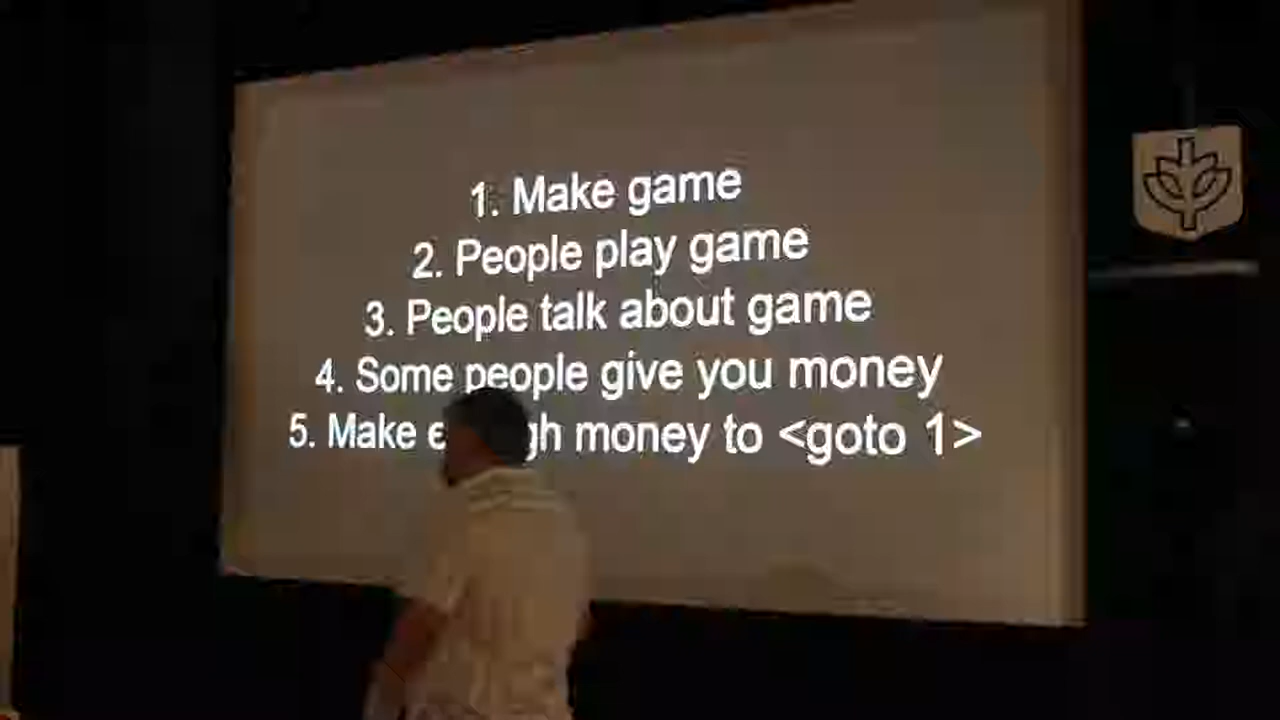 1. Make game
2. People play game
3. People talk about game
4. Some people give you money
5. Make enough money to <goto 1>